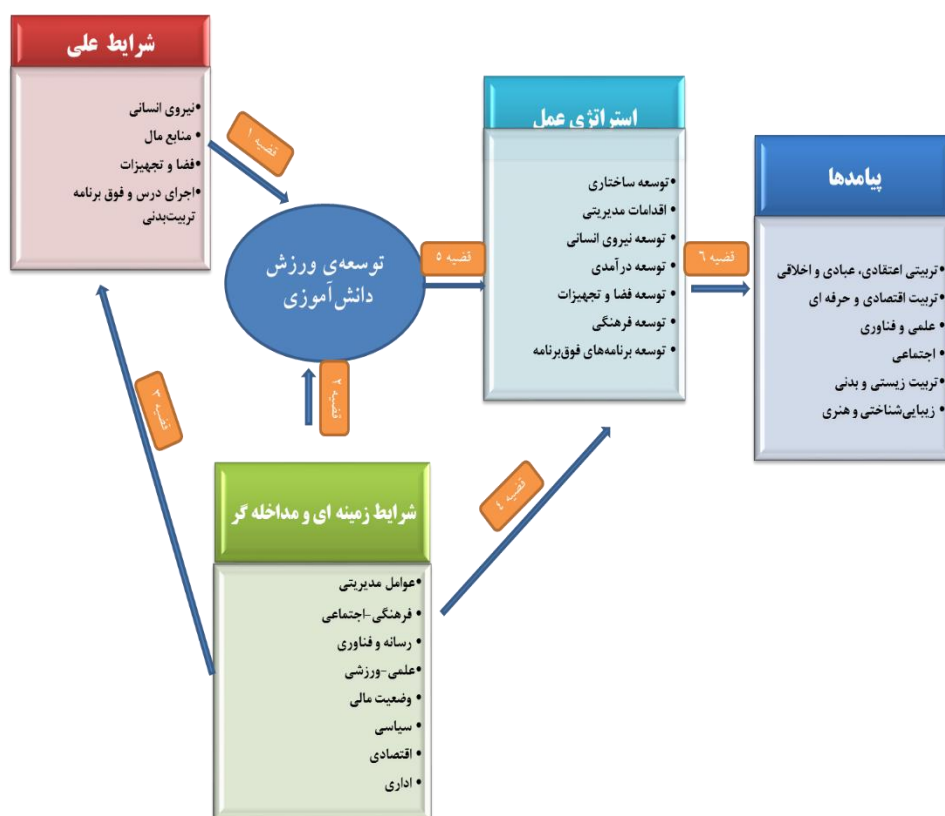 شرایط علی
•نیروی انسانی
• منابع مال
• فضا و تجهیزات
•اجرای درس و فوق برنامه
تربیت‌بدنی
قضیه ۱
توسعه‌ی ورزش
دانش‌آموزی
قضیه ۵
استراتژی عمل
•توسعه ساختاری
• اقدامات مدیریتی
• توسعه نیروی انسانی
• توسعه درآمدی
• توسعه فضا و تجهیزات
• توسعه فرهنگی
• توسعه برنامه‌های فوق‌برنامه
قضیه ٦
پیامدها
•تربیتی اعتقادی، عبادی و اخلاقی
• تربیت اقتصادی و حرفه ای
• علمی و فناوری
• اجتماعی
• تربیت زیستی و بدنی
• زیبایی‌شناختی و هنری
قضیه ۲
قضیه ۳
قضیه ٤
شرایط زمینه ای و مداخله گر
•عوامل مدیریتی
• فرهنگی-اجتماعی
• رسانه و فناوری
•علمی-ورزشی
• وضعیت مالی
• سیاسی
• اقتصادی
• اداری